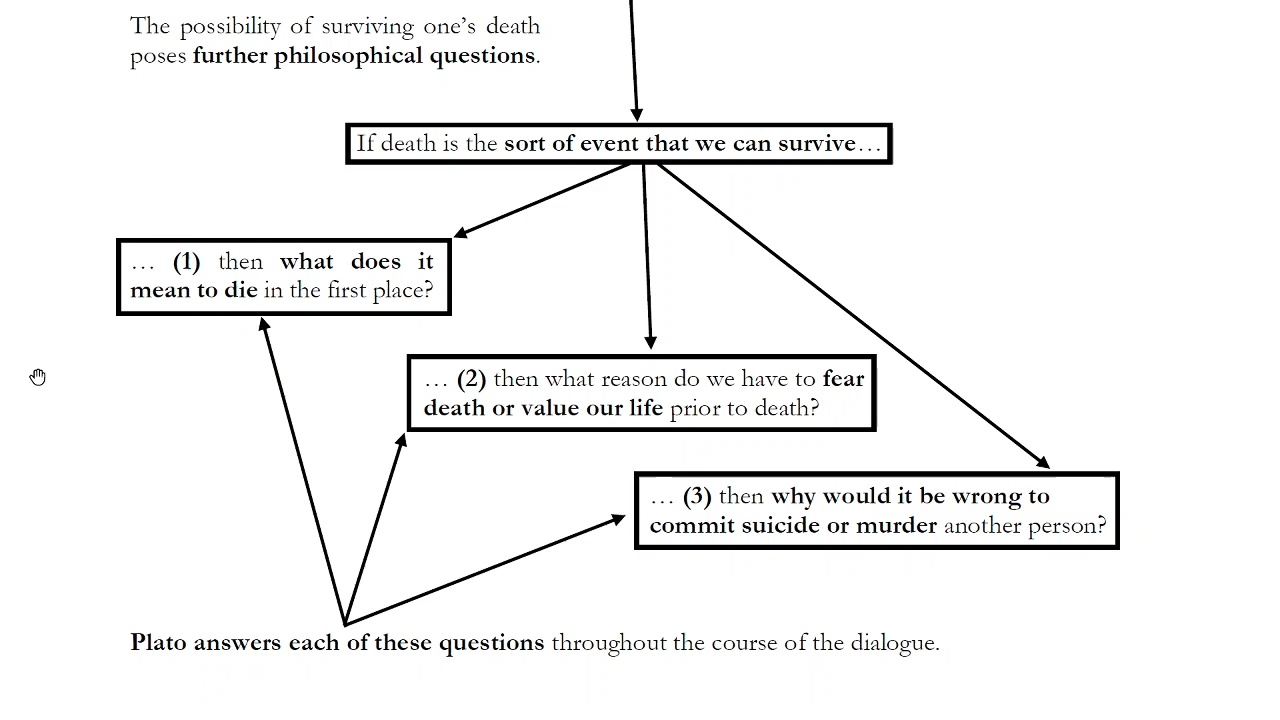 The possibility of surviving one’s death
poses further philosophical questions.
If death is the sort of event that we can survive…
… (1) then what does it
mean to die in the first place?
… (2) then what reason do we have to fear
death or value our life prior to death?
… (3) then why would it be wrong to
commit suicide or murder another person?
Plato answers each of these questions throughout the course of the dialogue.